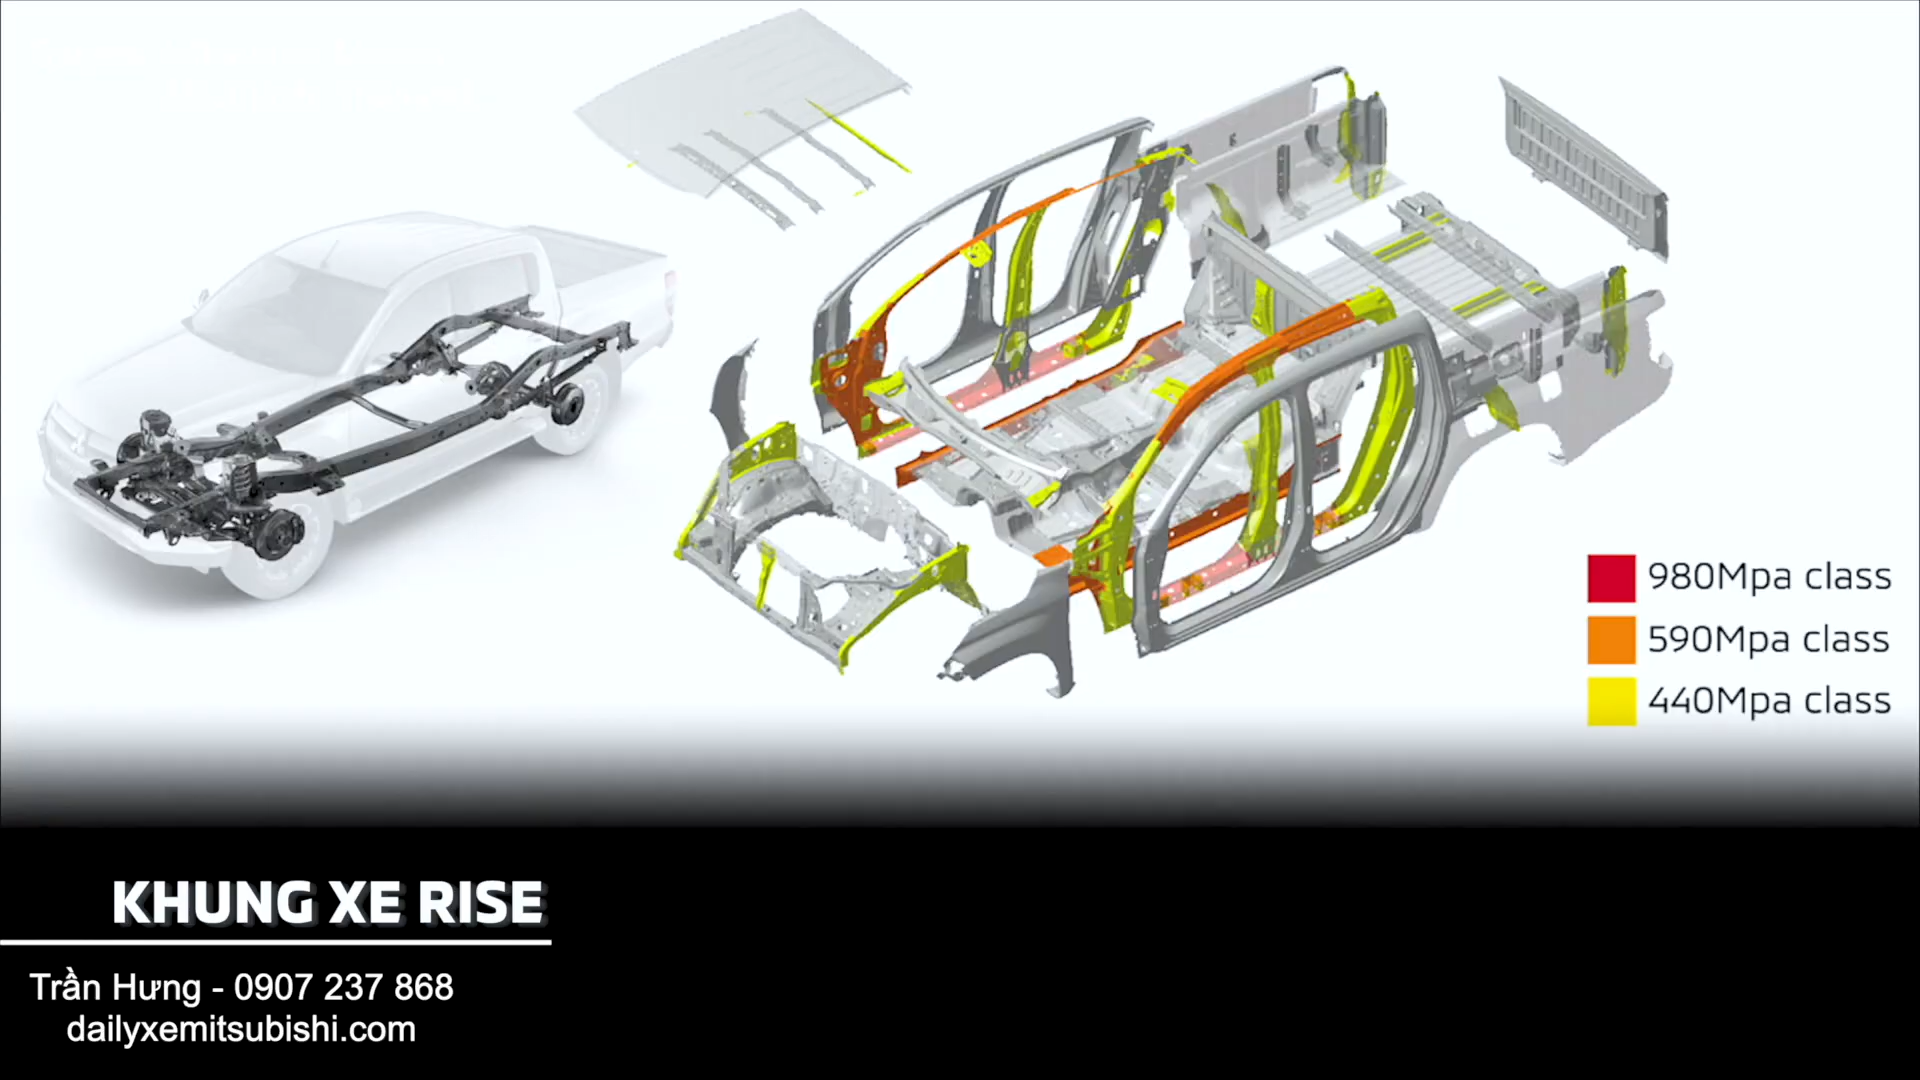 980Mpa class
590Mpa class
440Mpa class
KHUNG XE RISE
Trần Hưng - 0907 237 868
dailyxemitsubishi.com